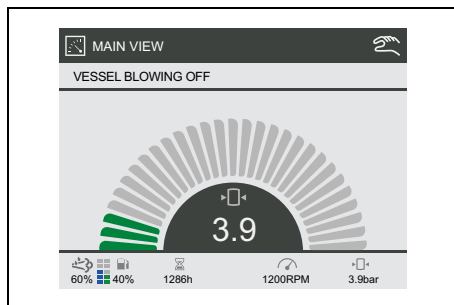 MAIN VIEW
VESSEL BLOWING OFF
3.9
60% 40% 1286h 1200RPM 3.9bar